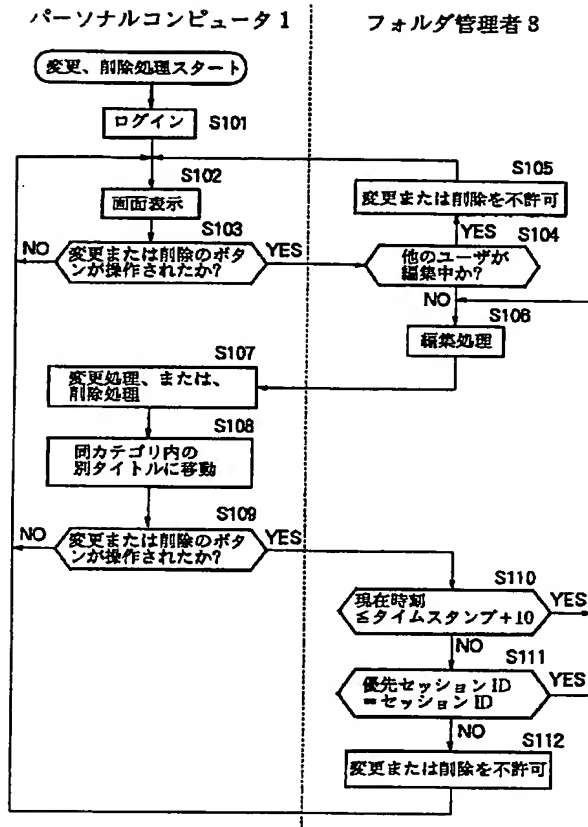 パーソナルコンピュータ1
フォルダ管理者3
変更、削除処理スタート
ログイン
S101
S102
画面表示
S103
変更または削除のボタ
ンが操作されたか?
NO
YES
S105
変更または削除を不許可
YES
S104
他のユーザが
編集中か?
NO
S106
編集処理
S107
変更処理、または、
削除処理
S108
同カテゴリ内の
別タイトルに移動
S109
変更または削除のボタ
ンが操作されたか?
NO
YES
S110
現在時刻
≦タイムスタンプ+10
YES
NO
S111
優先セッションID
=セッションID
YES
NO
S112
変更または削除を不許可